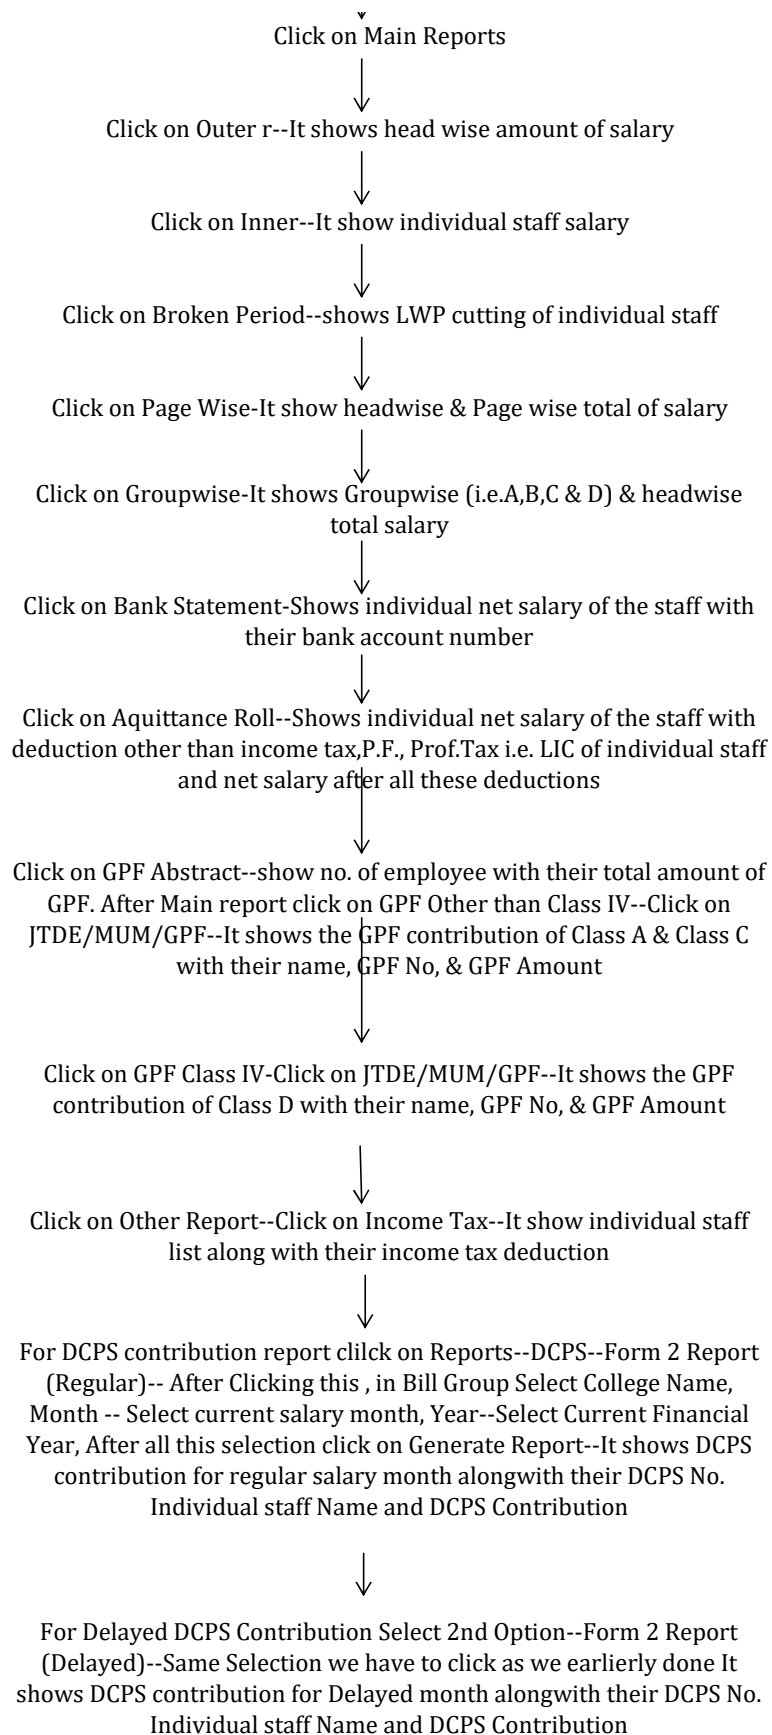 Click on Main Reports
Click on Outer r--It shows head wise amount of salary
Click on Inner--It show individual staff salary
Click on Broken Period--shows LWP cutting of individual staff
Click on Page Wise-It show headwise & Page wise total of salary
Click on Groupwise-It shows Groupwise (i.e.A,B,C & D) & headwise
total salary
Click on Bank Statement-Shows individual net salary of the staff with
their bank account number
Click on Aquittance Roll--Shows individual net salary of the staff with
deduction other than income tax,P.F., Prof.Tax i.e. LIC of individual staff
and net salary after all these deductions
Click on GPF Abstract--show no. of employee with their total amount of
GPF. After Main report click on GPF Other than Class IV--Click on
JTDE/MUM/GPF--It shows the GPF contribution of Class A & Class C
with their name, GPF No, & GPF Amount
Click on GPF Class IV-Click on JTDE/MUM/GPF--It shows the GPF
contribution of Class D with their name, GPF No, & GPF Amount
Click on Other Report--Click on Income Tax--It show individual staff
list along with their income tax deduction
For DCPS contribution report clilck on Reports--DCPS--Form 2 Report
(Regular)-- After Clicking this , in Bill Group Select College Name,
Month -- Select current salary month, Year--Select Current Financial
Year, After all this selection click on Generate Report--It shows DCPS
contribution for regular salary month alongwith their DCPS No.
Individual staff Name and DCPS Contribution
For Delayed DCPS Contribution Select 2nd Option--Form 2 Report
(Delayed)--Same Selection we have to click as we earlierly done It
shows DCPS contribution for Delayed month alongwith their DCPS No.
Individual staff Name and DCPS Contribution